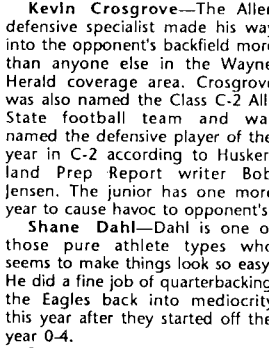 Kevin Crosgrove—The Allen
defensive specialist made his way
into the opponent's backfield more
than anyone else in the Wayne
Herald coverage area. Crosgrove
was also named the Class C-2 All
State football team and was
named the defensive player of the
year in C-2 according to Husker-
land Prep Report writer Bob
Jensen. The junior has one more
year to cause havoc to opponent's
Shane Dahl—Dahl is one of
those pure athlete types who
seems to make things look so easy
He did a fine job of quarterbacking
the Eagles back into mediocrity
this year after they started off the
year 0-4.